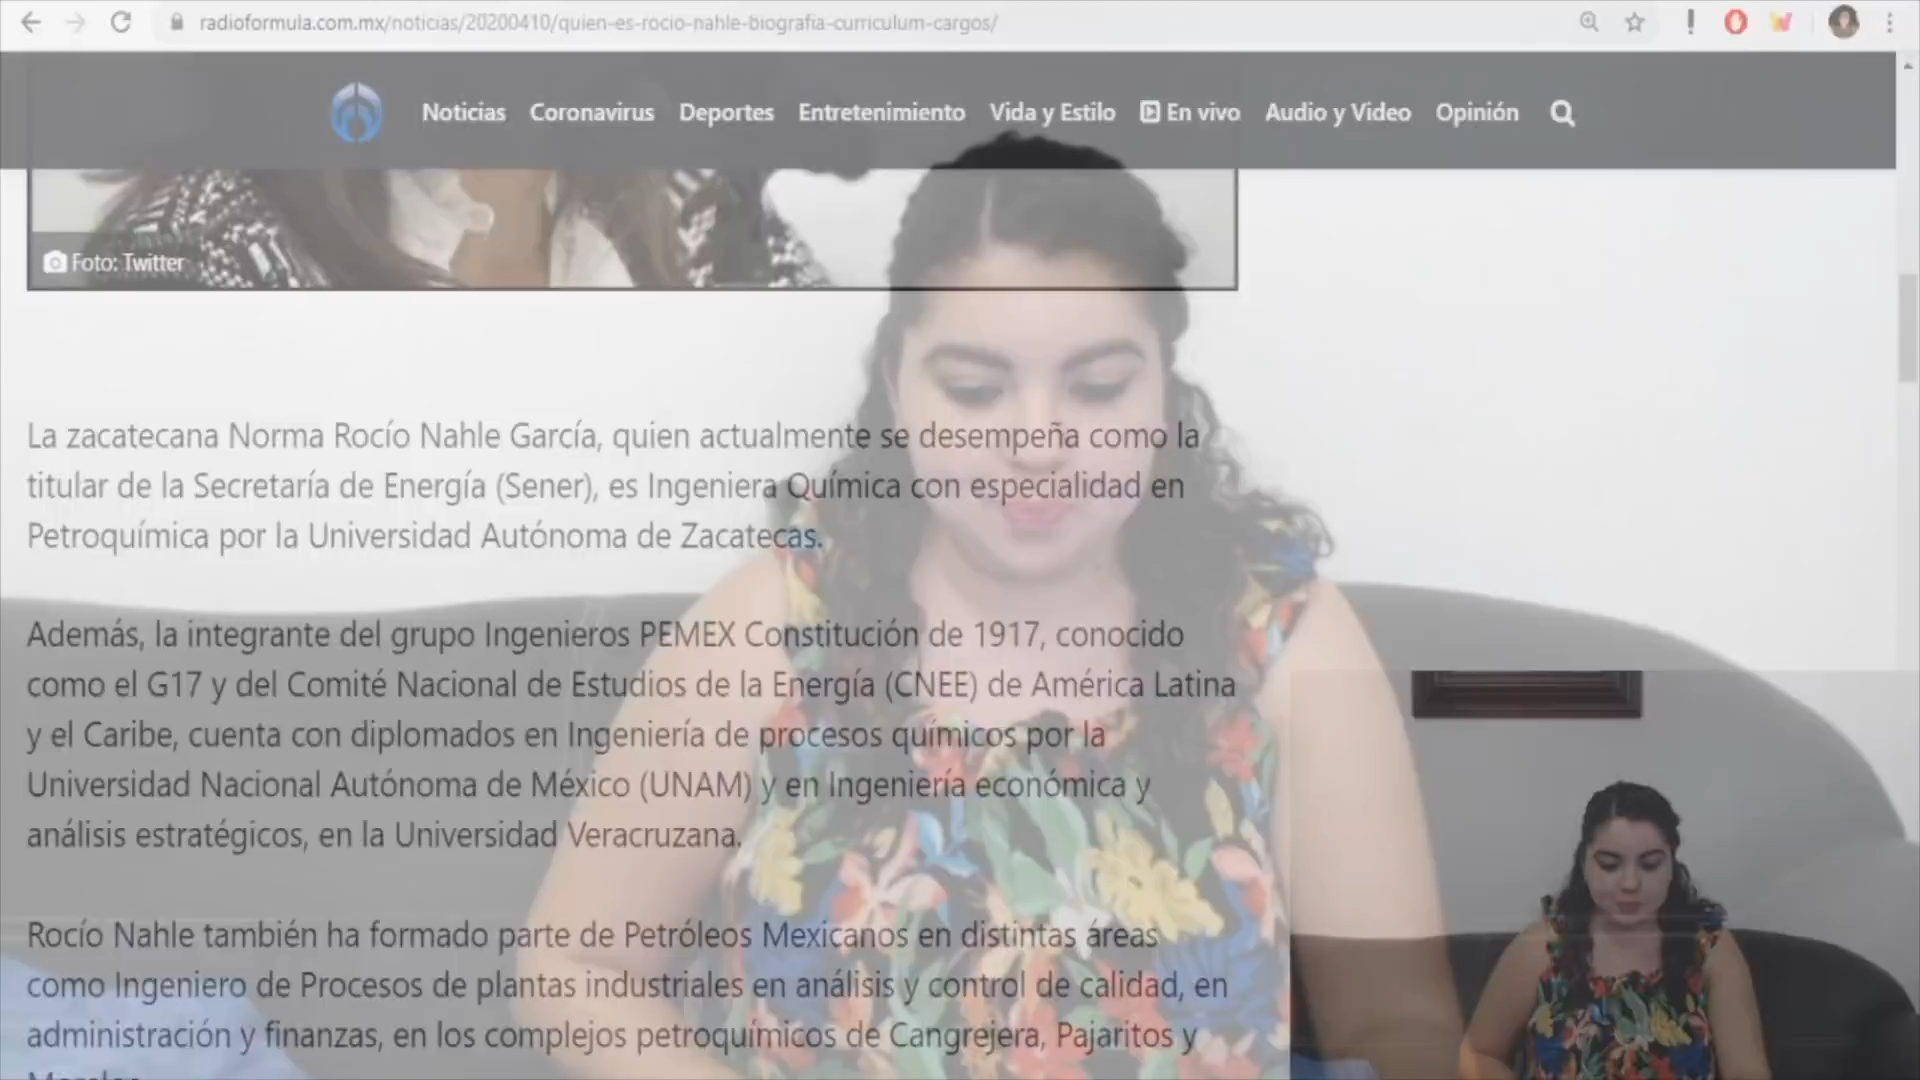 radioformula.com.mx/noticias/20200410/quien-es-rocio-nahle-biografia-curriculum-cargos/
Noticias Coronavirus Deportes Entretenimiento Vida y Estilo En vivo Audio y Video Opinión
Foto: Twitter
La zacatecana Norma Rocío Nahle García, quien actualmente se desempeña como la
titular de la Secretaría de Energía (Sener), es Ingeniera Química con especialidad en
Petroquímica por la Universidad Autónoma de Zacatecas.
Además, la integrante del grupo Ingenieros PEMEX Constitución de 1917, conocido
como el G17 y del Comité Nacional de Estudios de la Energía (CNEE) de América Latina
y el Caribe, cuenta con diplomados en Ingeniería de procesos químicos por la
Universidad Nacional Autónoma de México (UNAM) y en Ingeniería económica y
análisis estratégicos, en la Universidad Veracruzana.
Rocío Nahle también ha formado parte de Petróleos Mexicanos en distintas áreas
como Ingeniero de Procesos de plantas industriales en análisis y control de calidad, en
administración y finanzas, en los complejos petroquímicos de Cangrejera, Pajaritos y